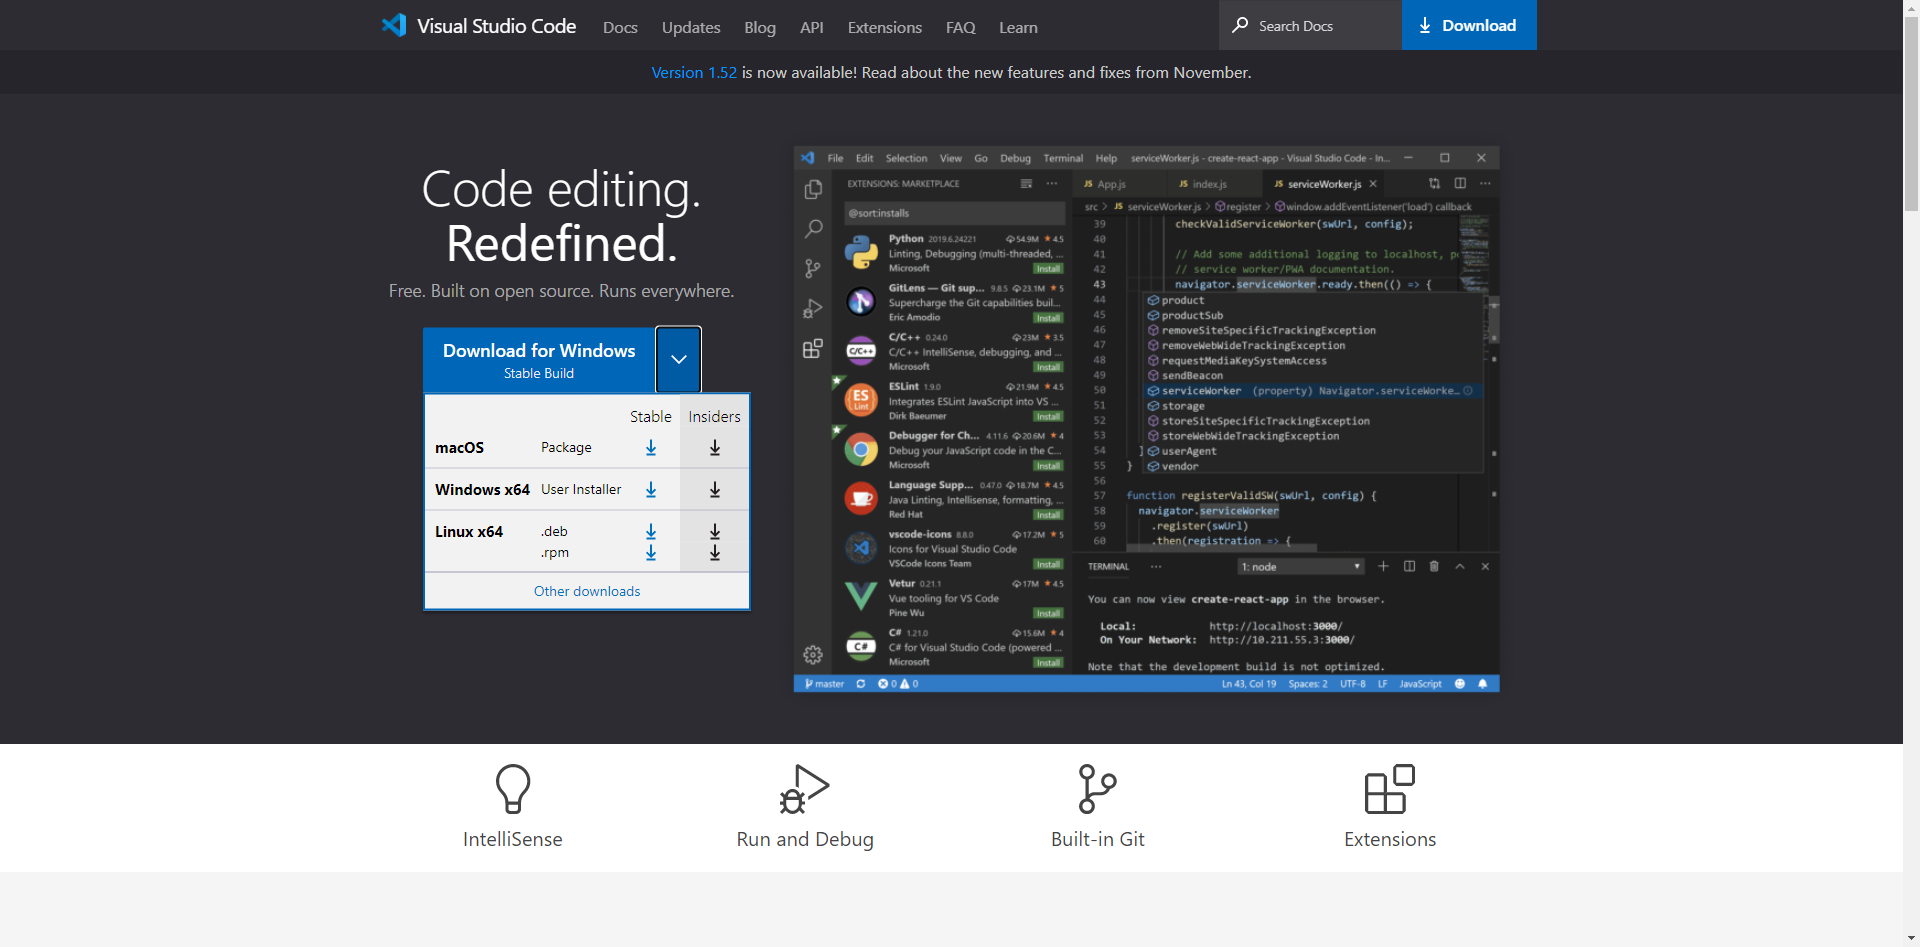 Visual Studio Code Docs Updates Blog API Extensions FAQ Learn Search Docs Download
Version 1.52 is now available! Read about the new features and fixes from November.
Code editing.
Redefined.
Free. Built on open source. Runs everywhere.
Download for Windows
Stable Build
Stable Insiders
macOS Package
Windows x64 User Installer
Linux x64 .deb
.rpm
Other downloads
File Edit Selection View Go Debug Terminal Help serviceWorker.js - create-react-app - Visual Studio Code - In...
EXTENSIONS: MARKETPLACE
@sort:installs
Python 2019.6.24221 54.9M 4.5
Linting, Debugging (multi-threaded, ...
Microsoft Install
GitLens — Git sup... 9.8.5 23.1M 5
Supercharge the Git capabilities buil...
Eric Amodio Install
C/C++ 0.24.0 23M 3.5
C/C++ IntelliSense, debugging, and ...
Microsoft Install
ESLint 1.9.0 21.9M 4.5
Integrates ESLint JavaScript into VS ...
Dirk Baeumer Install
Debugger for Ch... 4.11.6 20.6M 4
Debug your JavaScript code in the C...
Microsoft Install
Language Supp... 0.47.0 18.7M 4.5
Java Linting, Intellisense, formatting, ...
Red Hat Install
vscode-icons 8.8.0 17.2M 5
Icons for Visual Studio Code
VSCode Icons Team Install
Vetur 0.21.1 17M 4.5
Vue tooling for VS Code
Pine Wu Install
C# 1.21.0 15.6M 4
C# for Visual Studio Code (powered ...
Microsoft Install
JS App.js JS index.js JS serviceWorker.js
src > JS serviceWorker.js > register > window.addEventListener('load') callback
39 checkValidServiceWorker(swUrl, config);
40
41 // Add some additional logging to localhost, p
42 // service worker/PWA documentation.
43 navigator.serviceWorker.ready.then(() => {
44 product
45 productSub
46 removeSiteSpecificTrackingException
47 removeWebWideTrackingException
48 requestMediaKeySystemAccess
49 sendBeacon
50 serviceWorker (property) Navigator.serviceWorke...
51 storage
52 storeSiteSpecificTrackingException
53 storeWebWideTrackingException
54 } userAgent
55 } vendor
56
57 function registerValidSW(swUrl, config) {
58 navigator.serviceWorker
59 .register(swUrl)
60 .then(registration => {
TERMINAL ... 1: node
You can now view create-react-app in the browser.
Local: http://localhost:3000/
On Your Network: http://10.211.55.3:3000/
Note that the development build is not optimized.
master 0 0 Ln 43, Col 19 Spaces: 2 UTF-8 LF JavaScript
IntelliSense Run and Debug Built-in Git Extensions